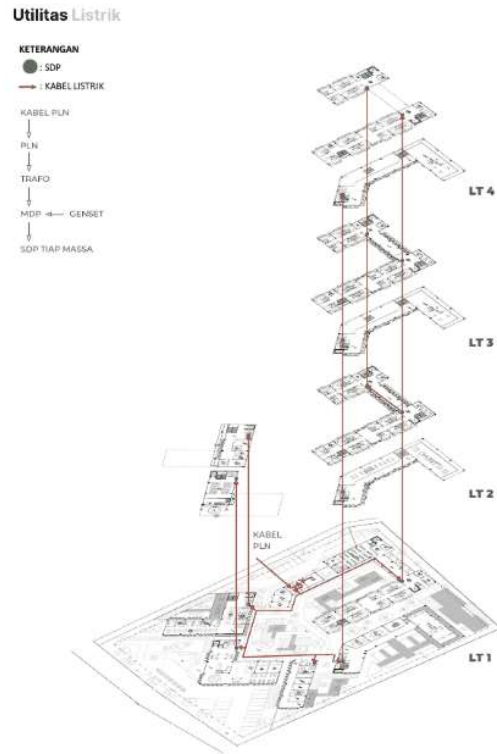 Utilitas Listrik
KETERANGAN
: SDP
: KABEL LISTRIK
KABEL PLN
PLN
TRAFO
MDP GENSET
SDP TIAP MASSA
LT 4
LT 3
LT 2
KABEL
PLN
LT 1